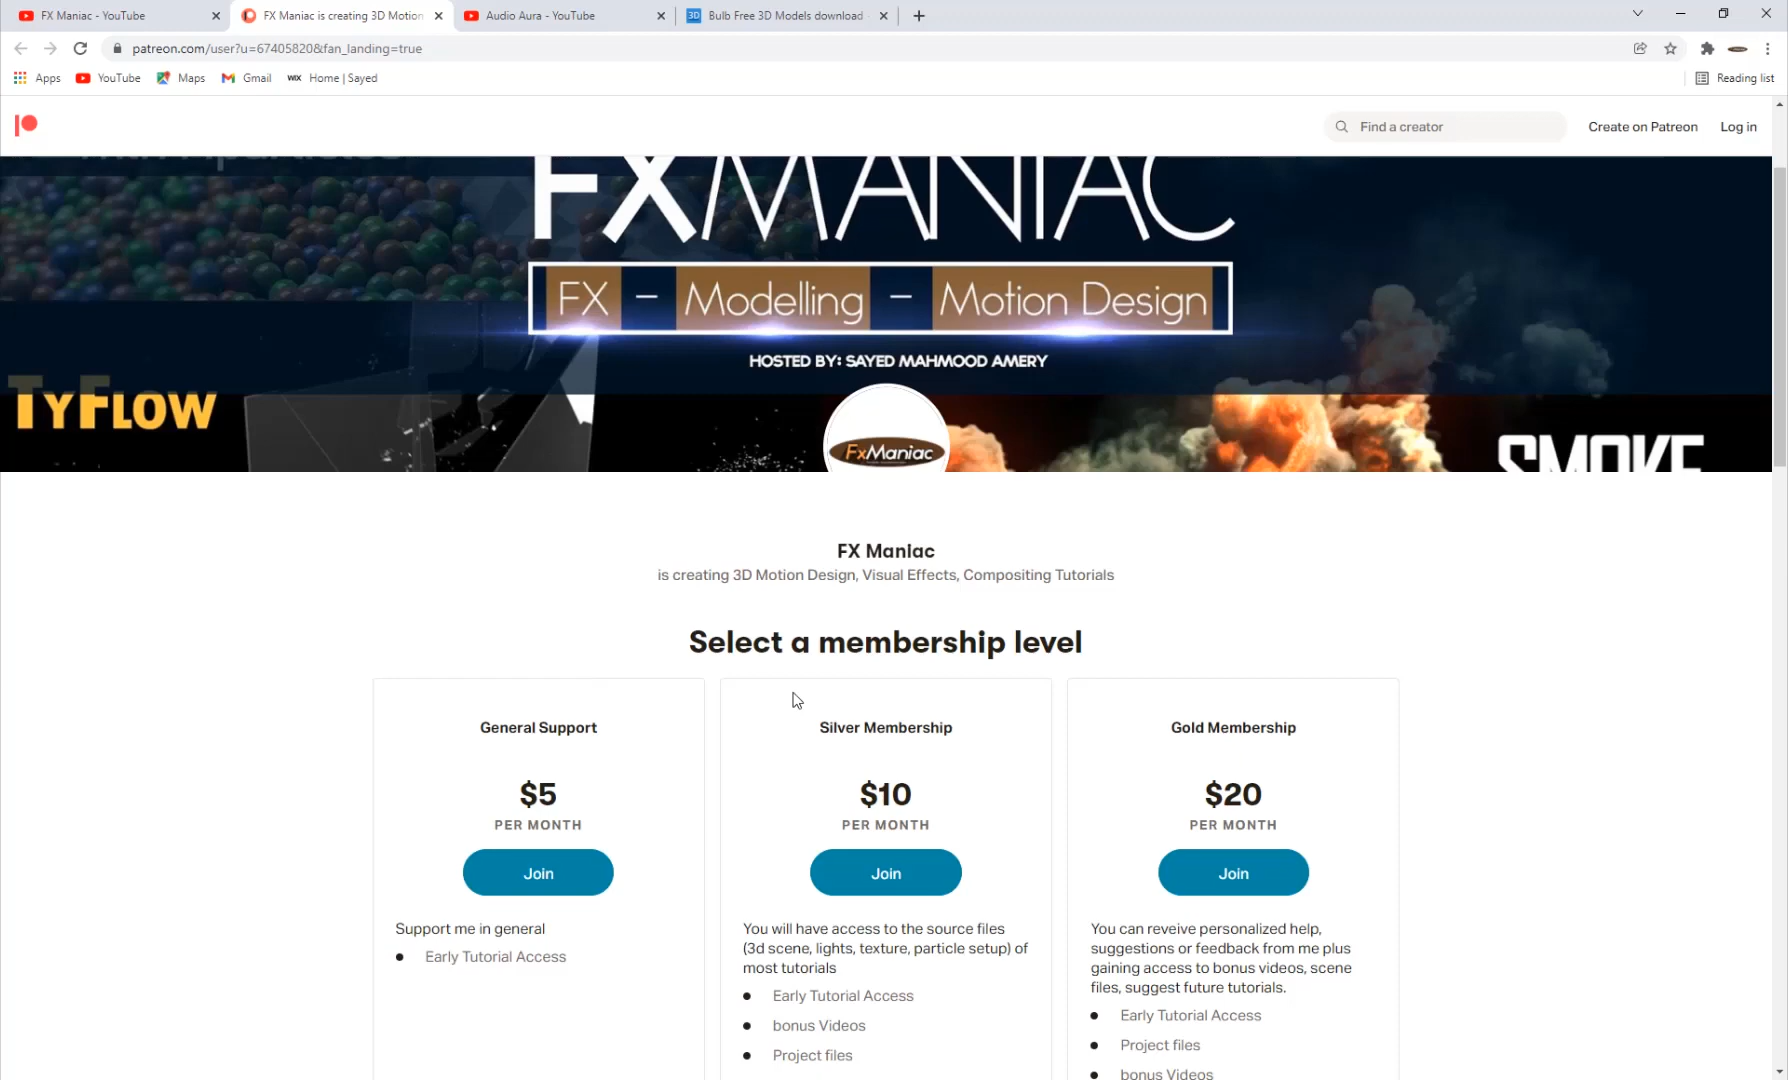 FX Maniac - YouTube
FX Maniac is creating 3D Motion
Audio Aura - YouTube
3D Bulb Free 3D Models download
patreon.com/user?u=67405820&fan_landing=true
Apps
YouTube
Maps
Gmail
WIX Home | Sayed
Reading list
Find a creator
Create on Patreon
Log in
FXMANIAC
FX - Modelling - Motion Design
HOSTED BY: SAYED MAHMOOD AMERY
TYFLOW
FxManiac
SMOKE
FX Maniac
is creating 3D Motion Design, Visual Effects, Compositing Tutorials
Select a membership level
General Support
$5
PER MONTH
Join
Support me in general
• Early Tutorial Access
Silver Membership
$10
PER MONTH
Join
You will have access to the source files
(3d scene, lights, texture, particle setup) of
most tutorials
• Early Tutorial Access
• bonus Videos
• Project files
Gold Membership
$20
PER MONTH
Join
You can reveive personalized help,
suggestions or feedback from me plus
gaining access to bonus videos, scene
files, suggest future tutorials.
• Early Tutorial Access
• Project files
• bonus Videos